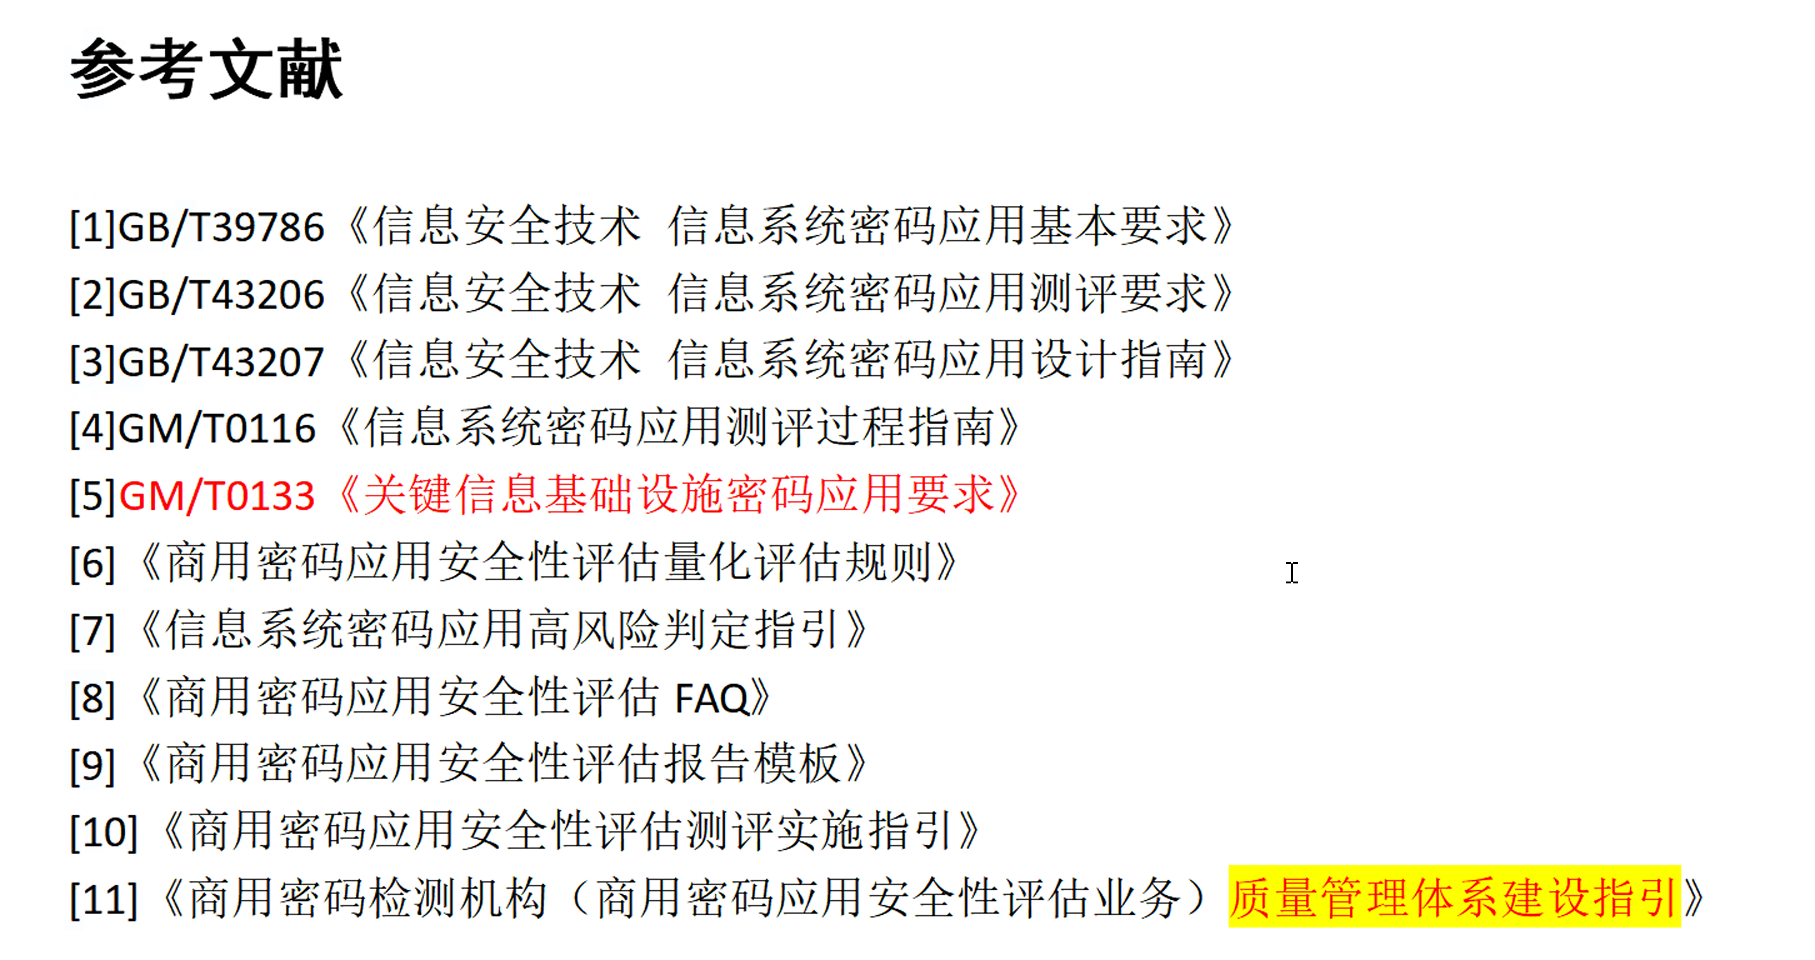 参考文献
[1]GB/T39786《信息安全技术 信息系统密码应用基本要求》
[2]GB/T43206《信息安全技术 信息系统密码应用测评要求》
[3]GB/T43207《信息安全技术 信息系统密码应用设计指南》
[4]GM/T0116《信息系统密码应用测评过程指南》
[5]GM/T0133《关键信息基础设施密码应用要求》
[6]《商用密码应用安全性评估量化评估规则》
[7]《信息系统密码应用高风险判定指引》
[8]《商用密码应用安全性评估 FAQ》
[9]《商用密码应用安全性评估报告模板》
[10]《商用密码应用安全性评估测评实施指引》
[11]《商用密码检测机构（商用密码应用安全性评估业务）质量管理体系建设指引》